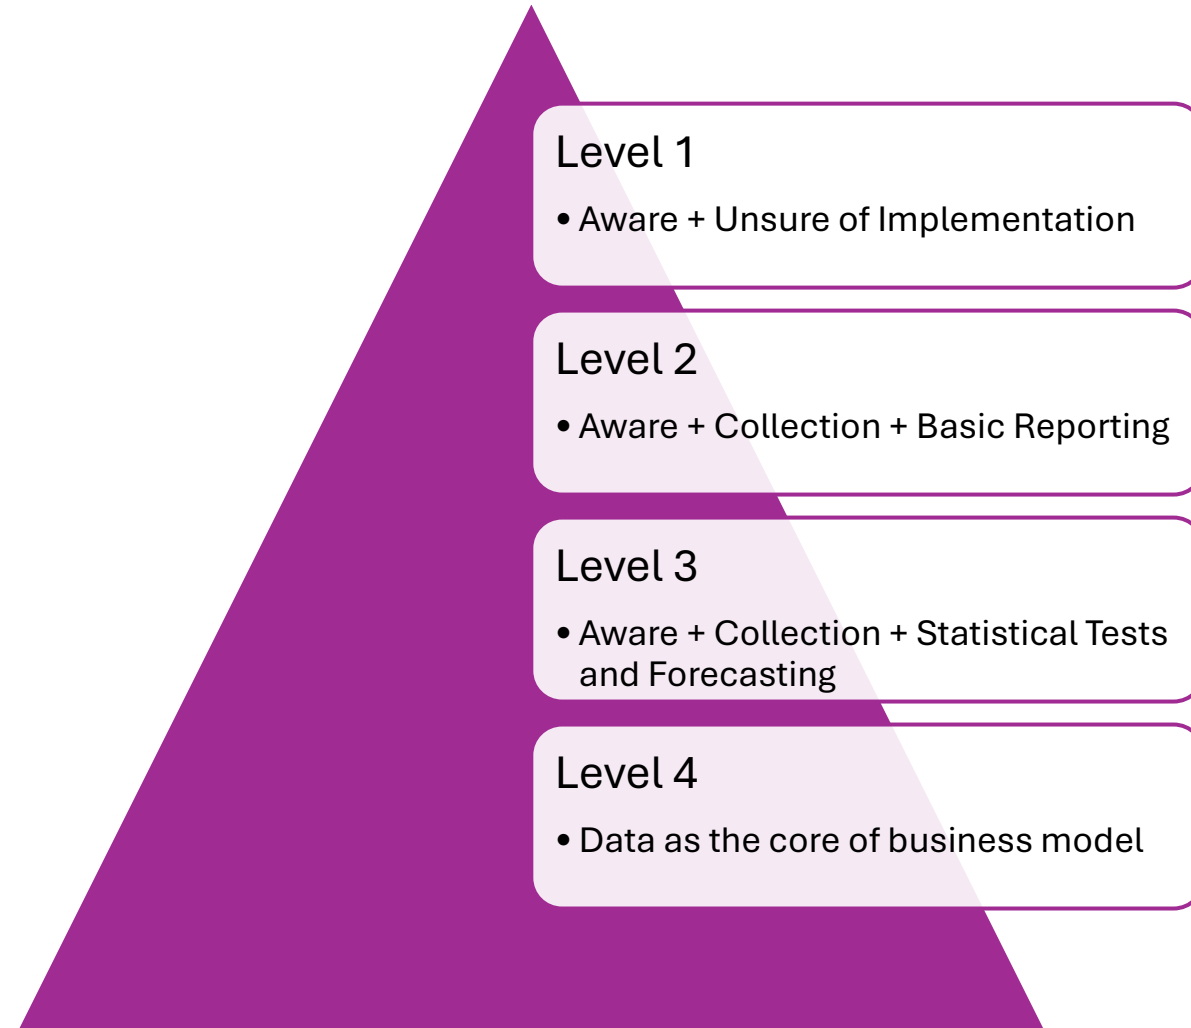 Level 1
• Aware + Unsure of Implementation
Level 2
• Aware + Collection + Basic Reporting
Level 3
• Aware + Collection + Statistical Tests
and Forecasting
Level 4
• Data as the core of business model